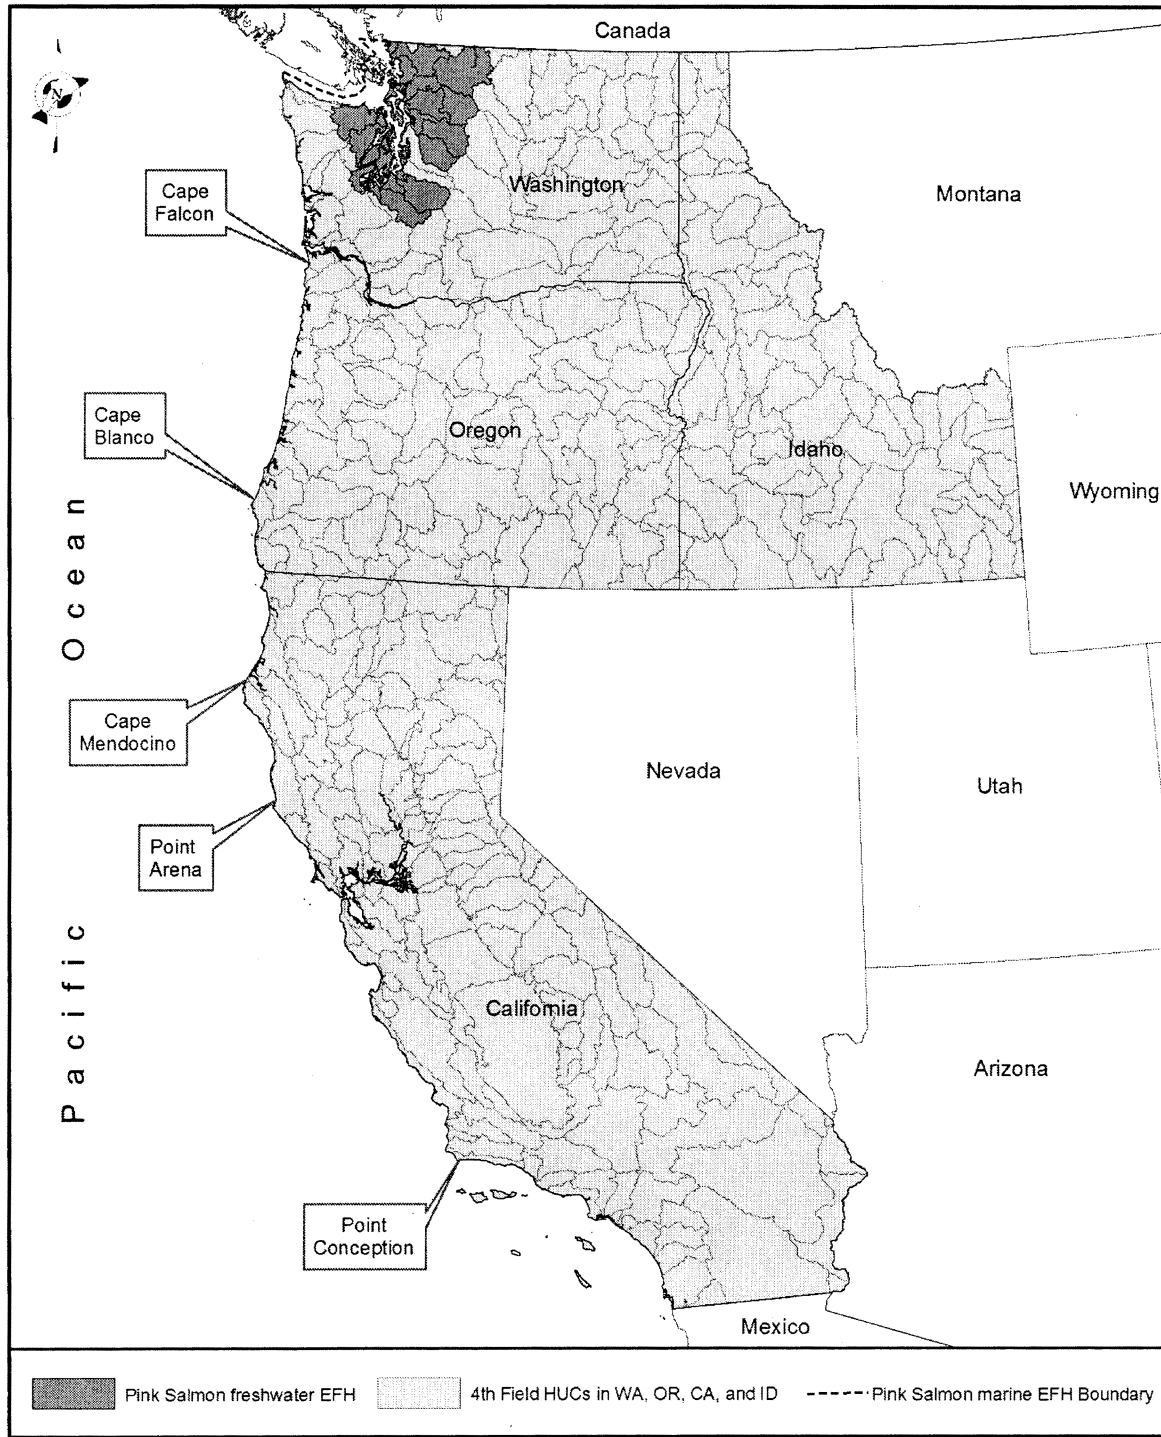 Canada
N
Washington
Montana
Cape
Falcon
Cape
Blanco
Oregon
Idaho
Wyoming
Pacific Ocean
Cape
Mendocino
Nevada
Utah
Point
Arena
California
Arizona
Point
Conception
Mexico
Pink Salmon freshwater EFH
4th Field HUCs in WA, OR, CA, and ID
Pink Salmon marine EFH Boundary